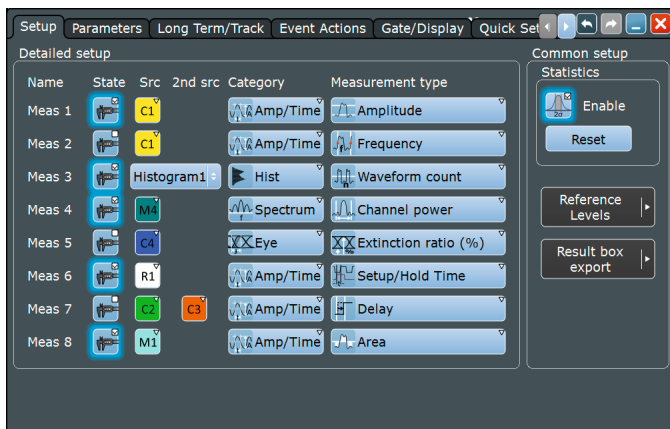 Setup Parameters Long Term/Track Event Actions Gate/Display Quick Set
Detailed setup Common setup
Name State Src 2nd src Category Measurement type
Statistics
2σ Enable
Reset
Meas 1 C1 Amp/Time Amplitude
Meas 2 C1 Amp/Time Frequency
Meas 3 Histogram1 Hist Waveform count
Meas 4 M4 Spectrum Channel power
Meas 5 C4 Eye Extinction ratio (%)
Meas 6 R1 Amp/Time Setup/Hold Time
Meas 7 C2 C3 Amp/Time Delay
Meas 8 M1 Amp/Time Area
Reference
Levels
Result box
export